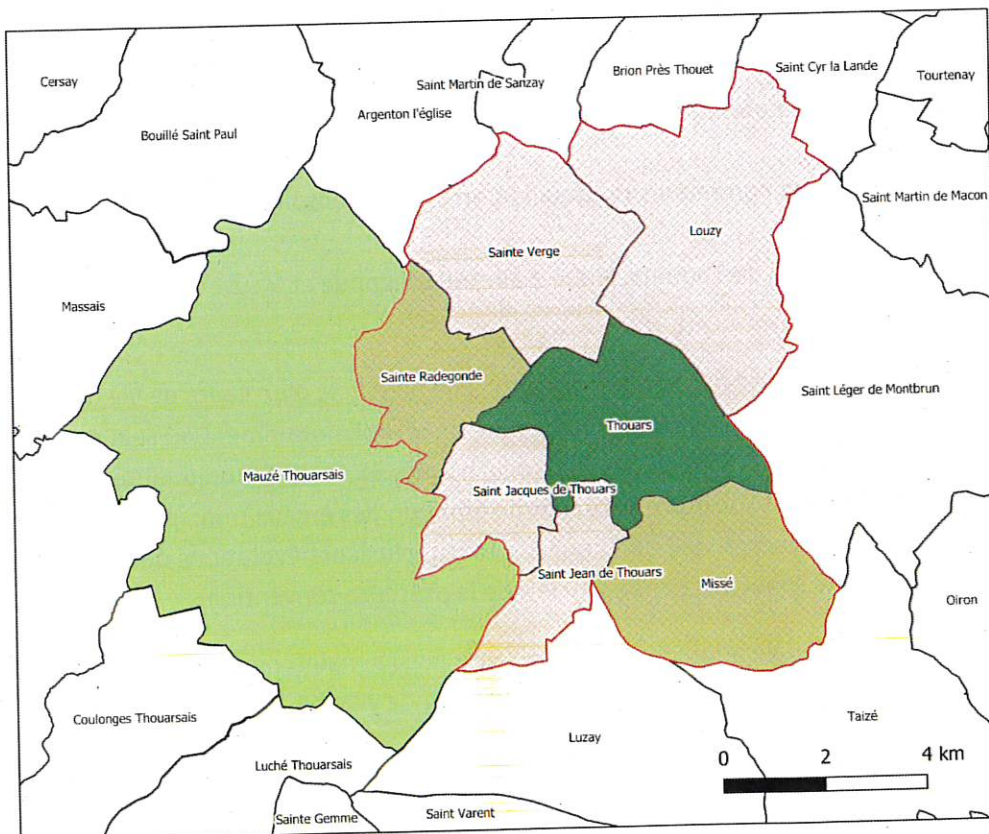 Cersay
Bouillé Saint Paul
Argenton l'église
Saint Martin de Sanzay
Brion Près Thouet
Saint Cyr la Lande
Tourtenay
Saint Martin de Macon
Sainte Verge
Louzy
Massais
Sainte Radegonde
Saint Léger de Montbrun
Thouars
Mauzé Thouarsais
Saint Jacques de Thouars
Saint Jean de Thouars
Missé
Oiron
Coulonges Thouarsais
Luché Thouarsais
Luzay
Taizé
0 2 4 km
Sainte Gemme
Saint Varent